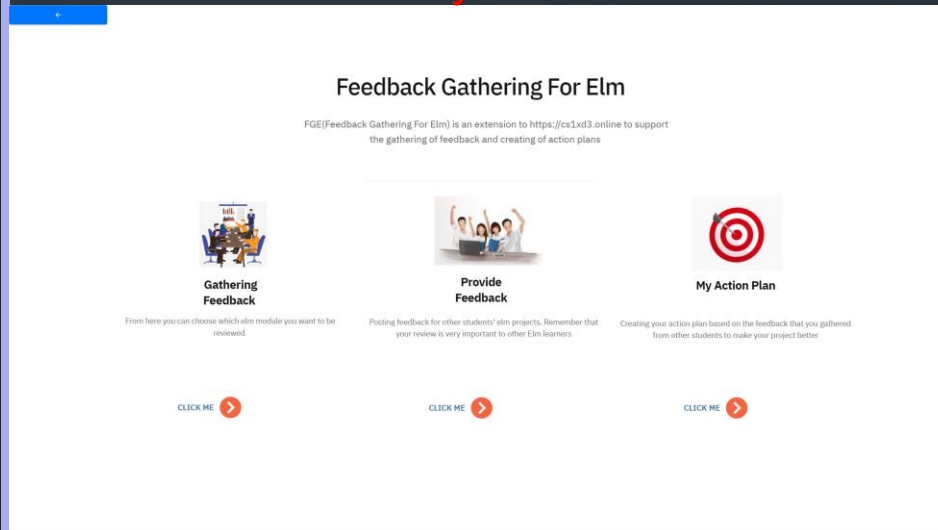 ←
Feedback Gathering For Elm
FGE(Feedback Gathering For Elm) is an extension to https://cs1xd3.online to support
the gathering of feedback and creating of action plans
Gathering
Feedback
From here you can choose which elm module you want to be
reviewed
CLICK ME
Provide
Feedback
Posting feedback for other students' elm projects. Remember that
your review is very important to other Elm learners
CLICK ME
My Action Plan
Creating your action plan based on the feedback that you gathered
from other students to make your project better
CLICK ME